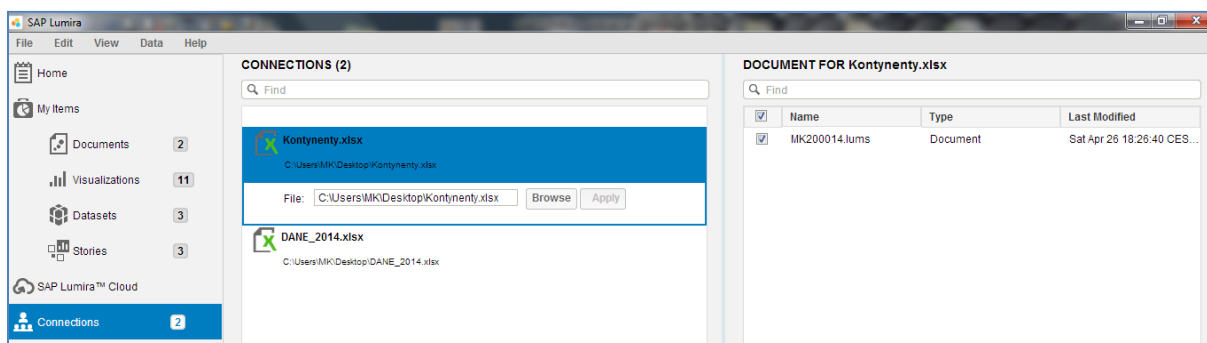 SAP Lumira
File Edit View Data Help
Home
My Items
Documents 2
Visualizations 11
Datasets 3
Stories 3
SAP Lumira™ Cloud
Connections 2
CONNECTIONS (2)
Find
Kontynenty.xlsx
C:\Users\MK\Desktop\Kontynenty.xlsx
File: C:\Users\MK\Desktop\Kontynenty.xlsx Browse Apply
DANE_2014.xlsx
C:\Users\MK\Desktop\DANE_2014.xlsx
DOCUMENT FOR Kontynenty.xlsx
Find
Name Type Last Modified
MK200014.lums Document Sat Apr 26 18:26:40 CES...